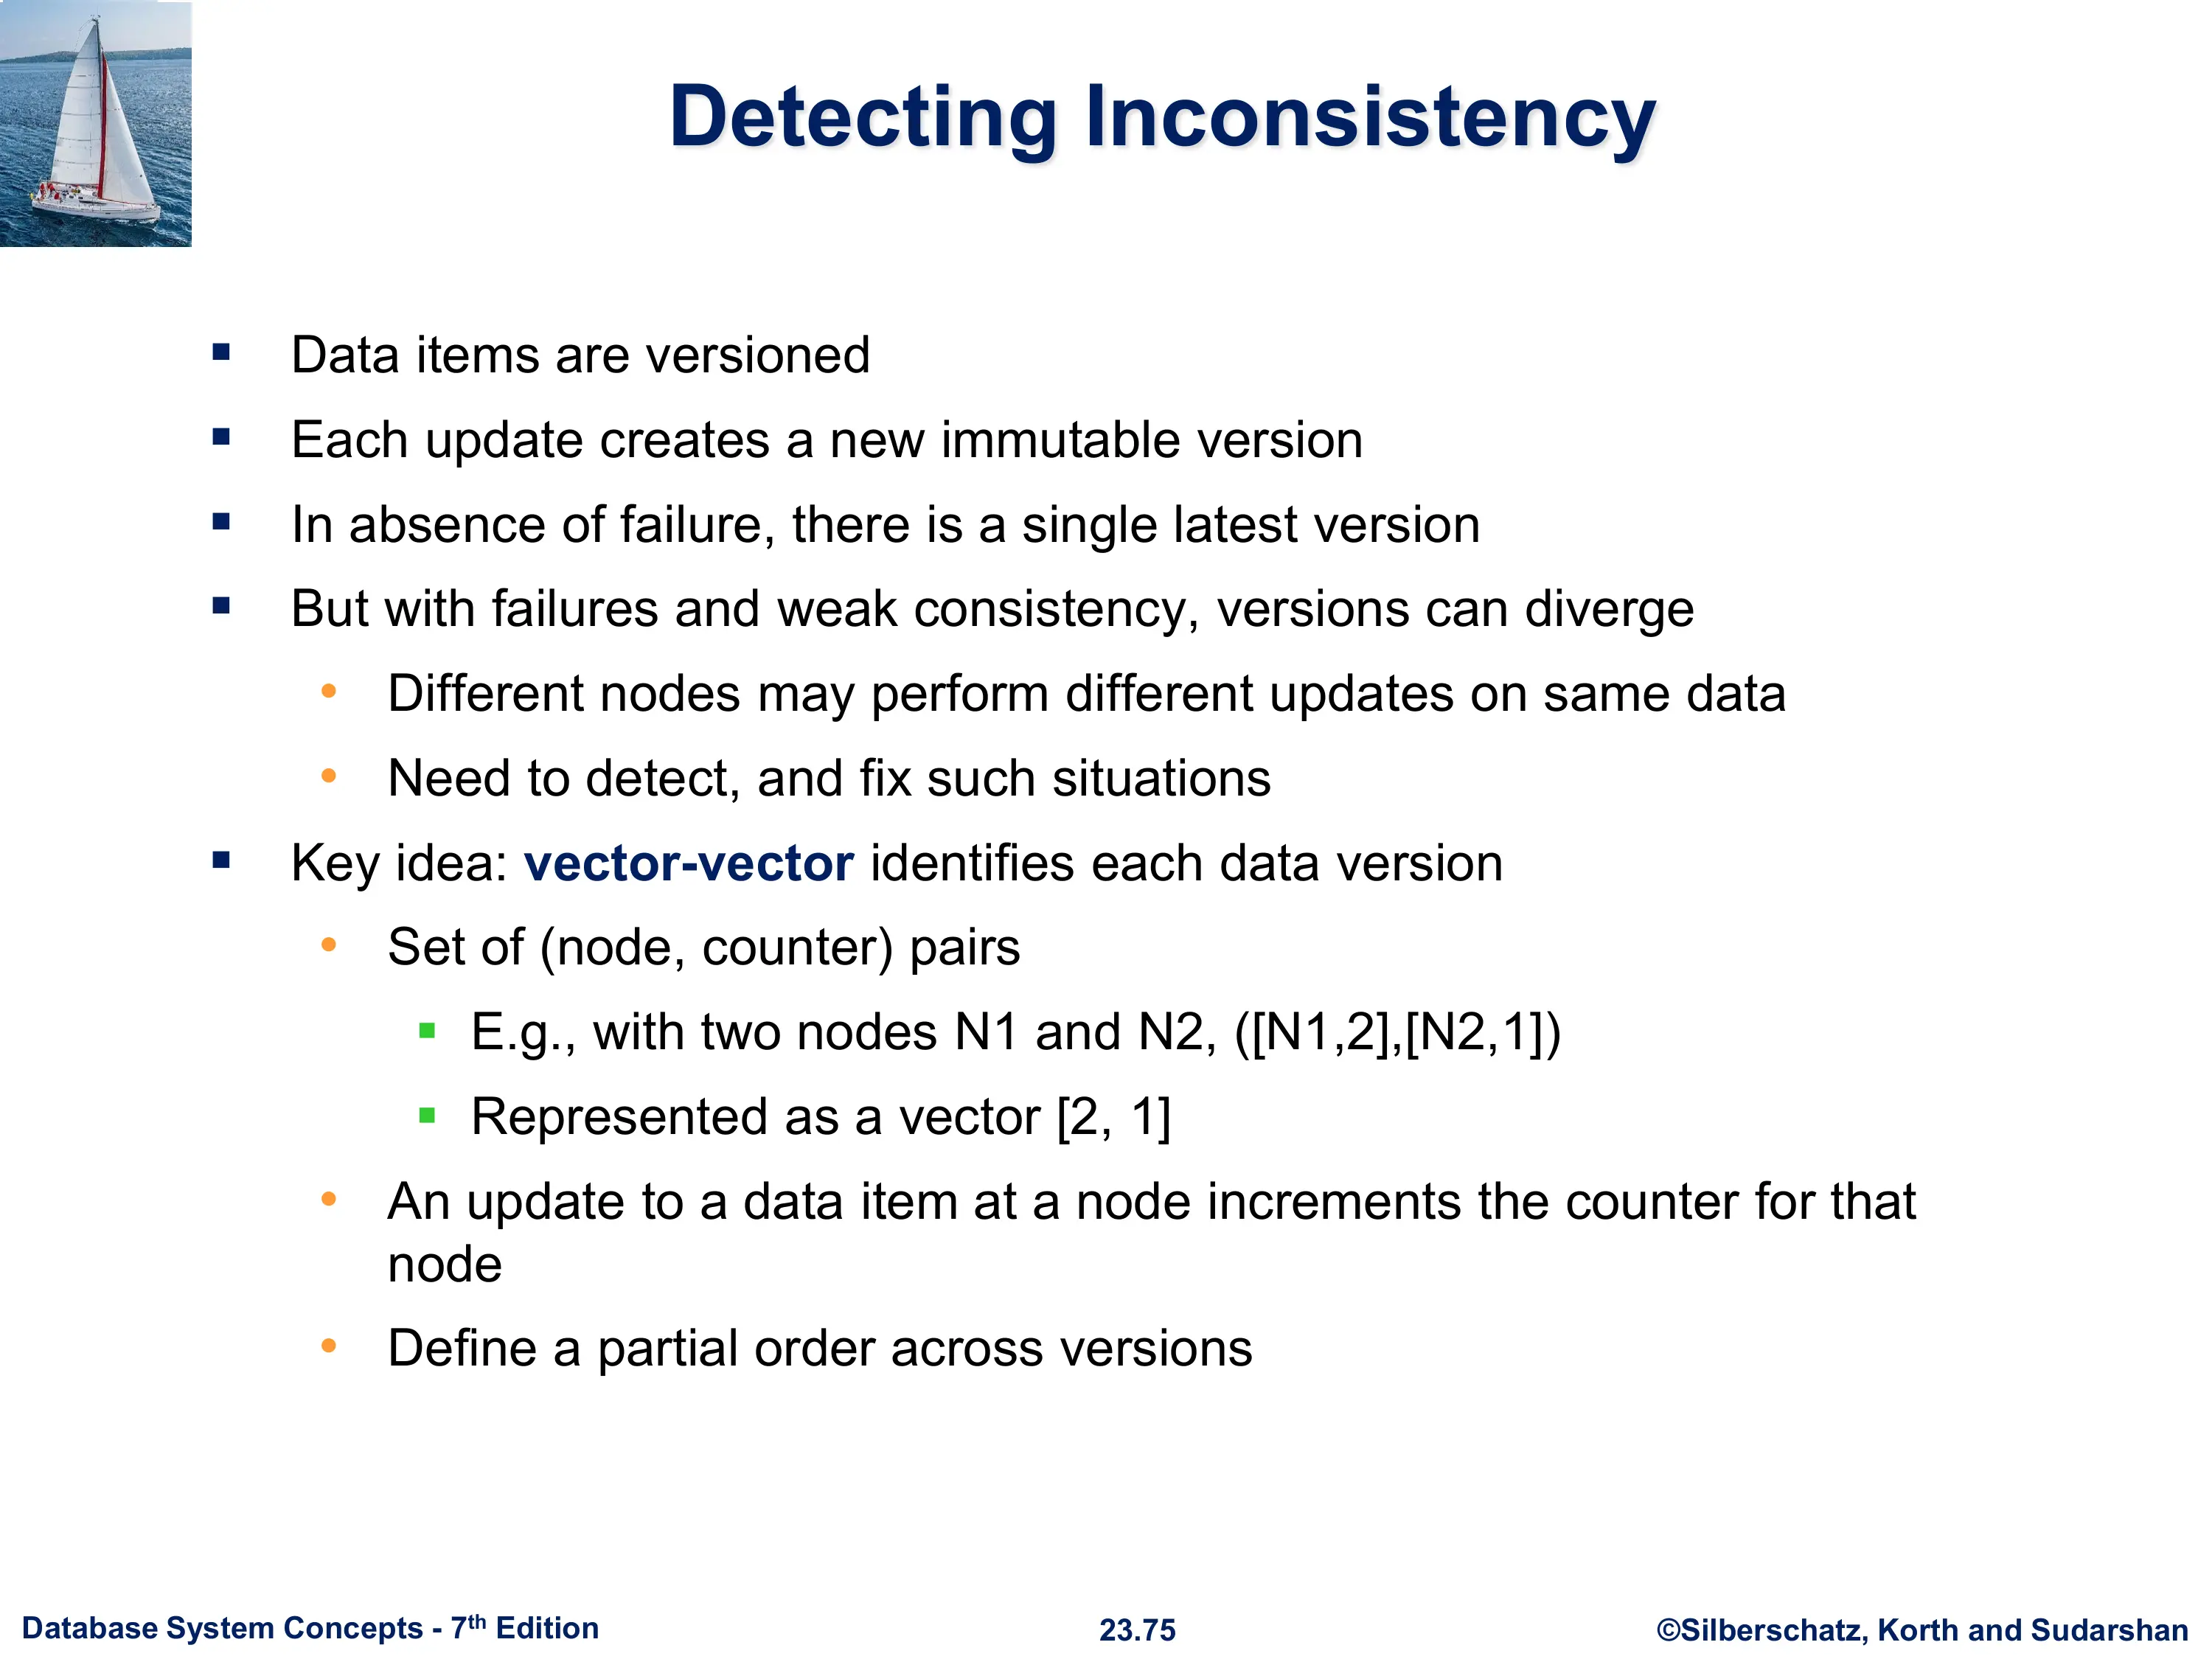 Detecting Inconsistency
▪ Data items are versioned
▪ Each update creates a new immutable version
▪ In absence of failure, there is a single latest version
▪ But with failures and weak consistency, versions can diverge
• Different nodes may perform different updates on same data
• Need to detect, and fix such situations
▪ Key idea: vector-vector identifies each data version
• Set of (node, counter) pairs
▪ E.g., with two nodes N1 and N2, ([N1,2],[N2,1])
▪ Represented as a vector [2, 1]
• An update to a data item at a node increments the counter for that
node
• Define a partial order across versions
Database System Concepts - 7th Edition
23.75
©Silberschatz, Korth and Sudarshan